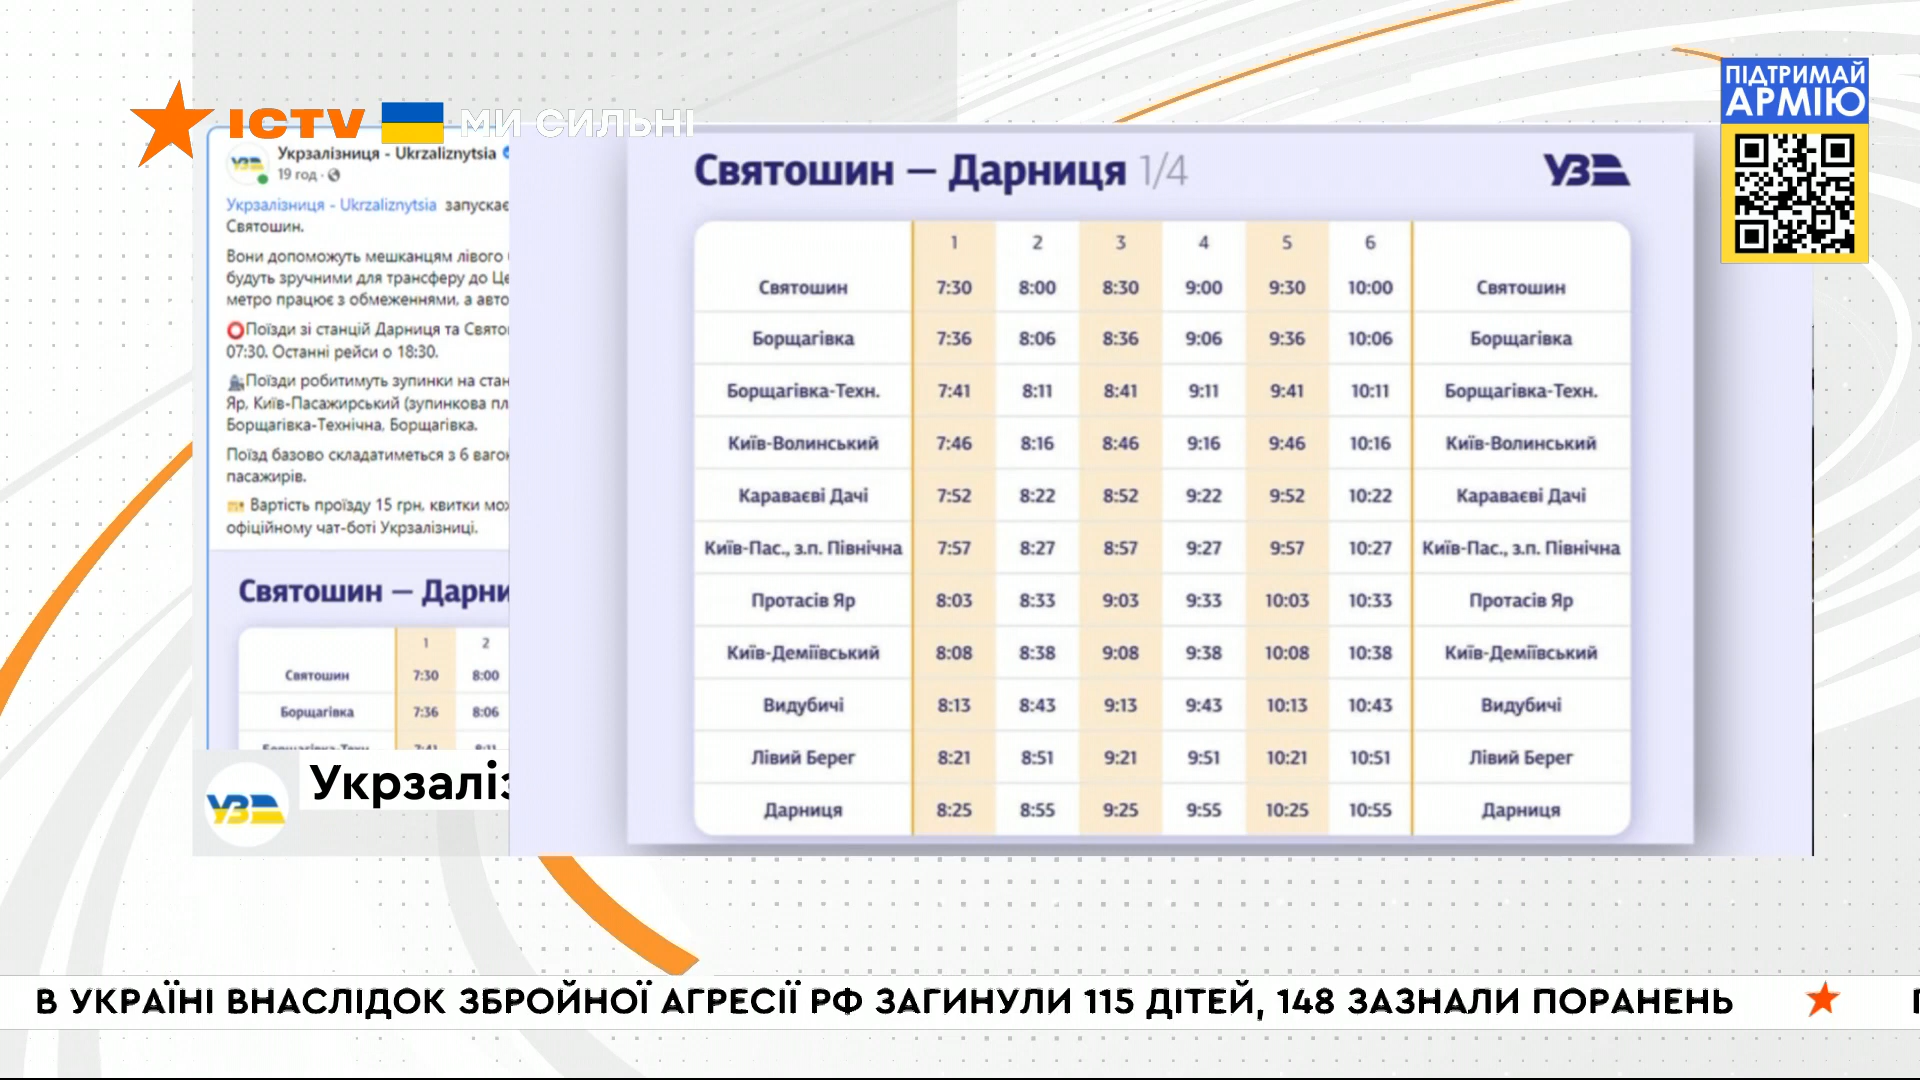 ICTV МИ СИЛЬНІ
ПІДТРИМАЙ
АРМІЮ
Укрзалізниця - Ukrzaliznytsia
19 год ·
Укрзалізниця - Ukrzaliznytsia запускає
Святошин.
Вони допоможуть мешканцям лівого
будуть зручними для трансферу до
метро працює з обмеженнями, а
Поїзди зі станцій Дарниця та
07:30. Останні рейси о 18:30.
Поїзди робитимуть зупинки на
Яр, Київ-Пасажирський (зупинкова
Борщагівка-Технічна, Борщагівка.
Поїзд базово складатиметься з 6
пасажирів.
Вартість проїзду 15 грн, квитки
офіційному чат-боті Укрзалізниці.
Святошин —
1 2
Святошин 7:30 8:00
Борщагівка 7:36 8:06
УЗ
Святошин — Дарниця 1/4
УЗ
1 2 3 4 5 6
Святошин 7:30 8:00 8:30 9:00 9:30 10:00 Святошин
Борщагівка 7:36 8:06 8:36 9:06 9:36 10:06 Борщагівка
Борщагівка-Техн. 7:41 8:11 8:41 9:11 9:41 10:11 Борщагівка-Техн.
Київ-Волинський 7:46 8:16 8:46 9:16 9:46 10:16 Київ-Волинський
Караваєві Дачі 7:52 8:22 8:52 9:22 9:52 10:22 Караваєві Дачі
Київ-Пас., з.п. Північна 7:57 8:27 8:57 9:27 9:57 10:27 Київ-Пас., з.п. Північна
Протасів Яр 8:03 8:33 9:03 9:33 10:03 10:33 Протасів Яр
Київ-Деміївський 8:08 8:38 9:08 9:38 10:08 10:38 Київ-Деміївський
Видубичі 8:13 8:43 9:13 9:43 10:13 10:43 Видубичі
Лівий Берег 8:21 8:51 9:21 9:51 10:21 10:51 Лівий Берег
Дарниця 8:25 8:55 9:25 9:55 10:25 10:55 Дарниця
В УКРАЇНІ ВНАСЛІДОК ЗБРОЙНОЇ АГРЕСІЇ РФ ЗАГИНУЛИ 115 ДІТЕЙ, 148 ЗАЗНАЛИ ПОРАНЕНЬ